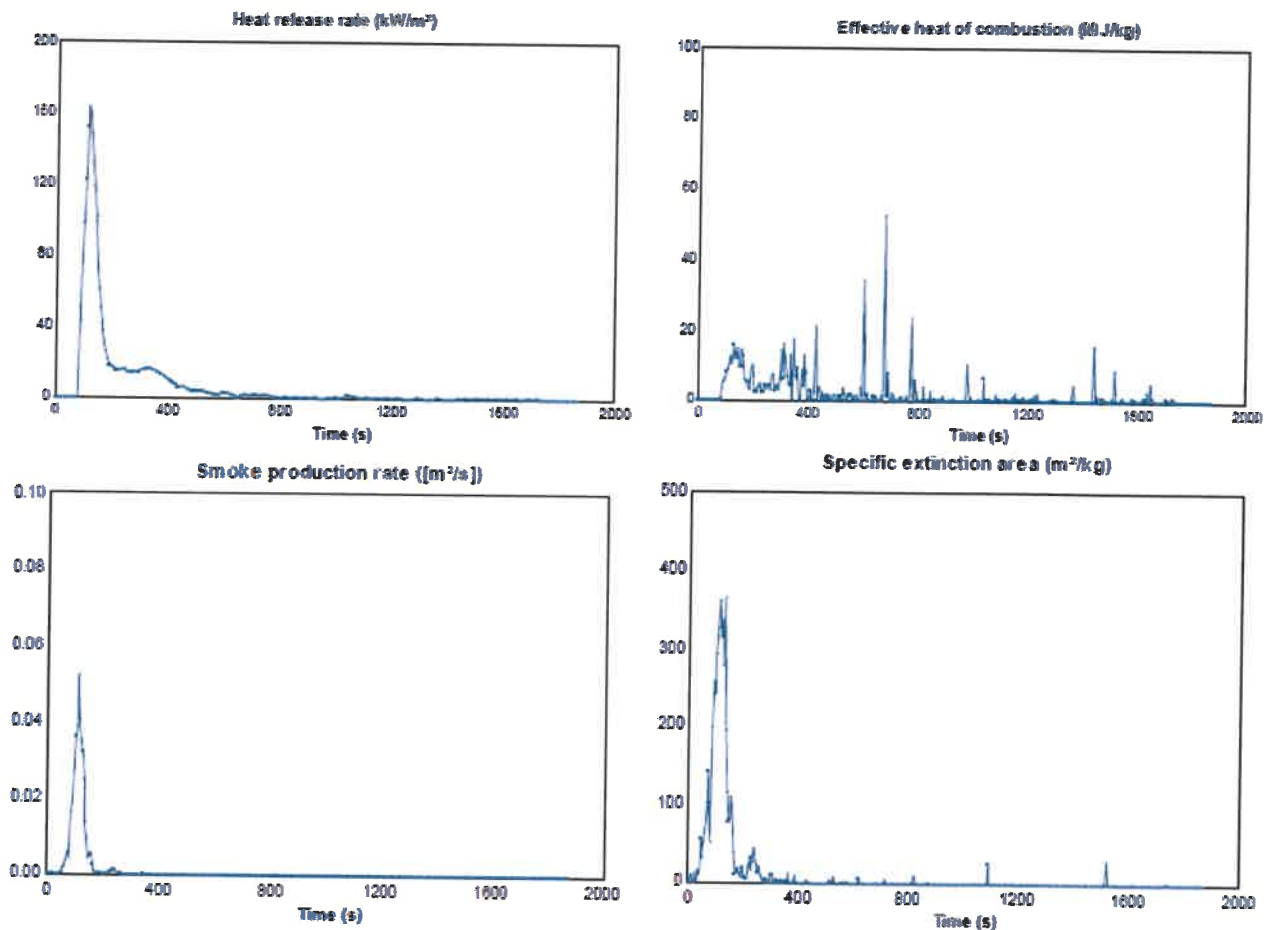 Heat release rate (kW/m²)
200
160
120
80
40
0
0 400 800 1200 1600 2000
Time (s)
Effective heat of combustion (MJ/kg)
100
80
60
40
20
0
0 400 800 1200 1600 2000
Time (s)
Smoke production rate ([m²/s])
0.10
0.08
0.06
0.04
0.02
0.00
0 400 800 1200 1600 2000
Time (s)
Specific extinction area (m²/kg)
500
400
300
200
100
0
0 400 800 1200 1600 2000
Time (s)